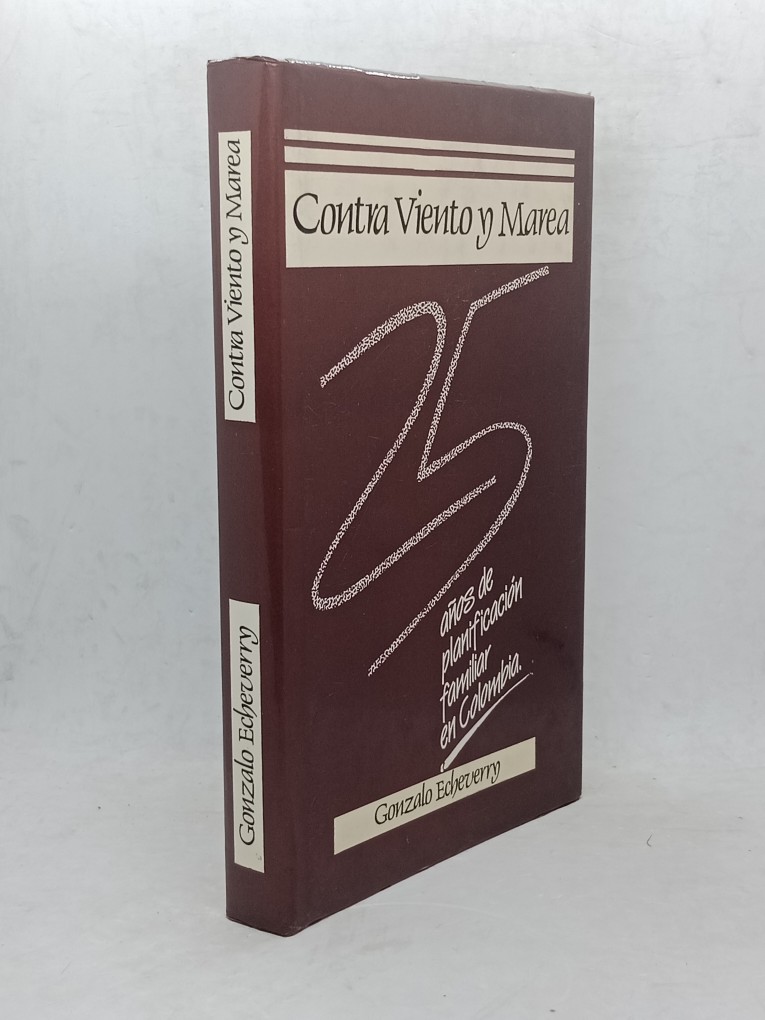 Contra Viento y Marea
Gonzalo Echeverry
Contra Viento y Marea
25
años de
planificación
familiar
en Colombia.
Gonzalo Echeverry